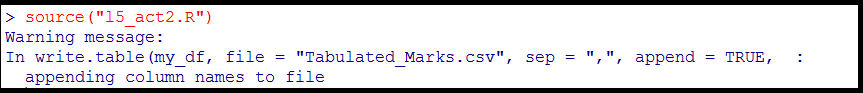 > source("l5_act2.R")
Warning message:
In write.table(my_df, file = "Tabulated_Marks.csv", sep = ",", append = TRUE,  :
  appending column names to file